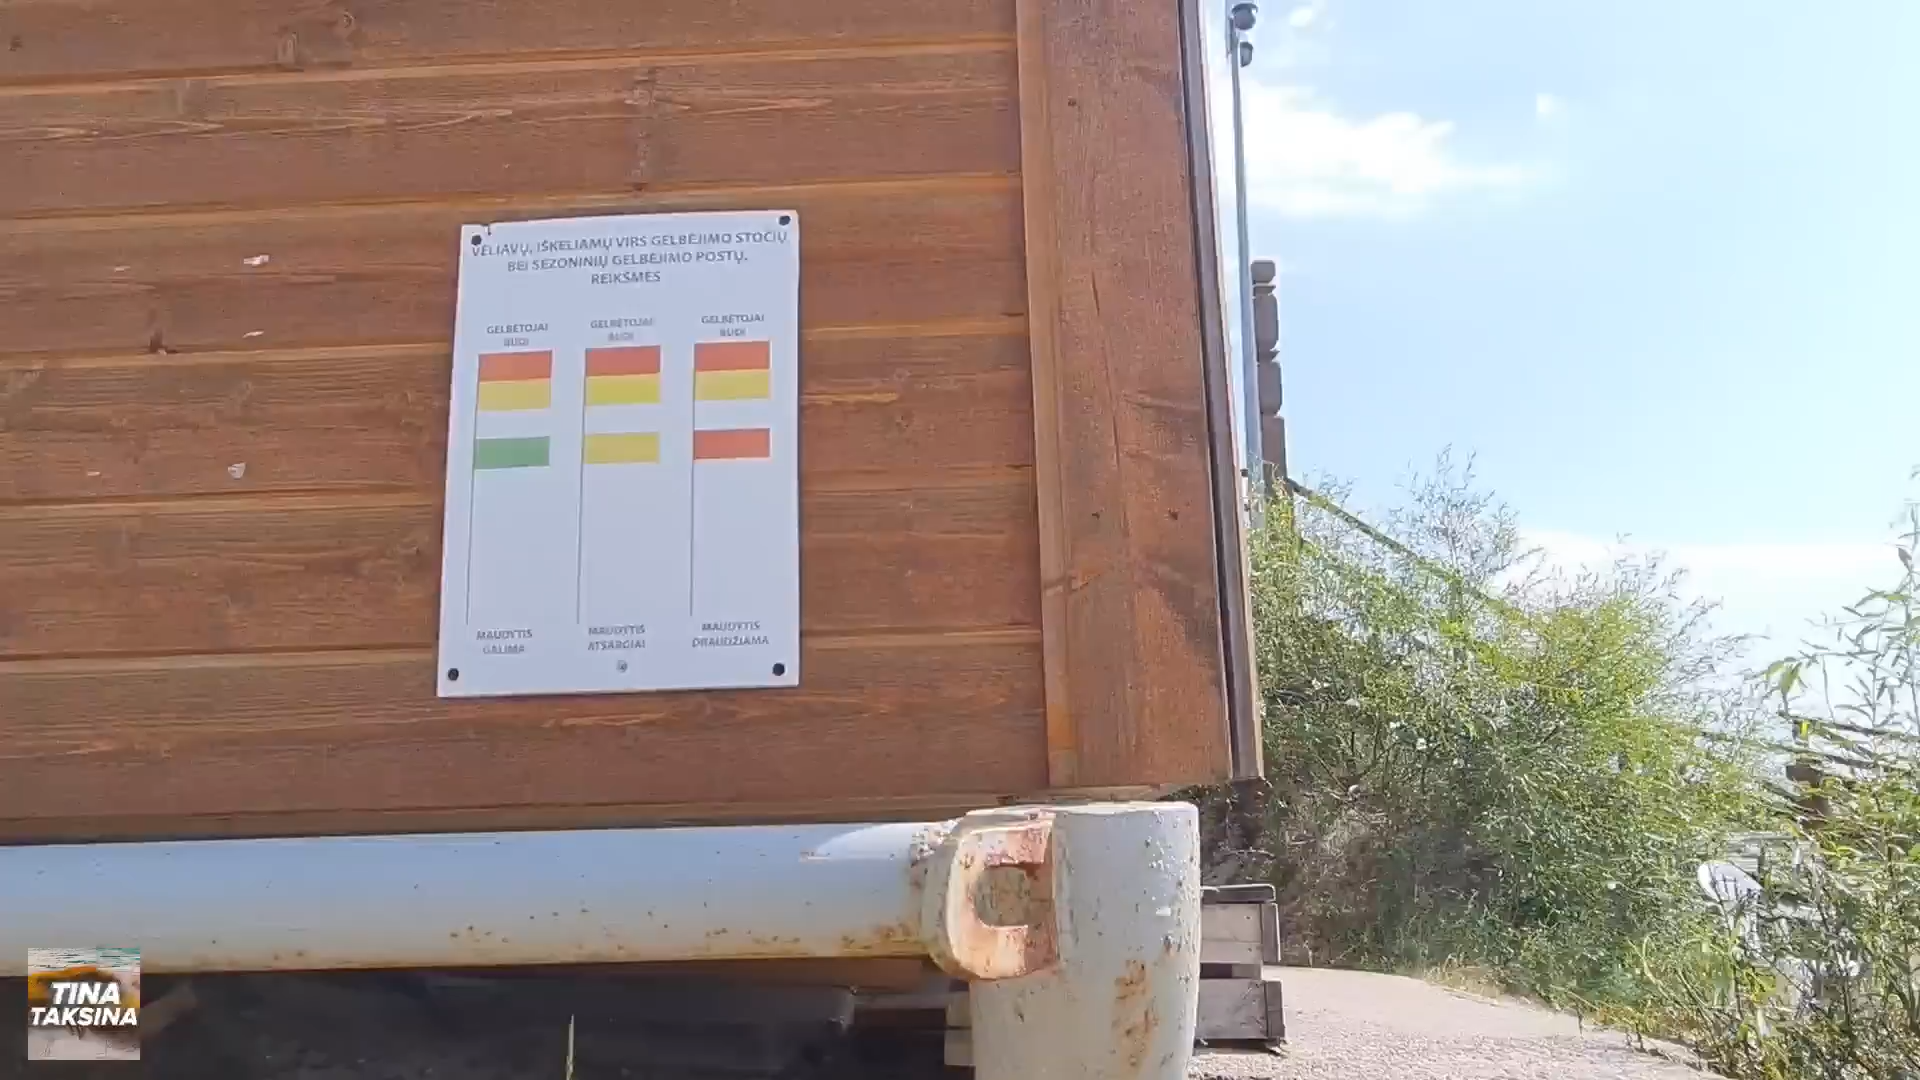 VĖLIAVŲ, IŠKELIAMŲ VIRS GELBĖJIMO STOČIŲ
BEI SEZONINIŲ GELBĖJIMO POSTŲ,
REIKŠMĖS
GELBĖTOJAI
BUDI
GELBĖTOJAI
BUDI
GELBĖTOJAI
BUDI
MAUDYTIS
GALIMA
MAUDYTIS
ATSARGIAI
MAUDYTIS
DRAUDŽIAMA
TINA
TAKSINA